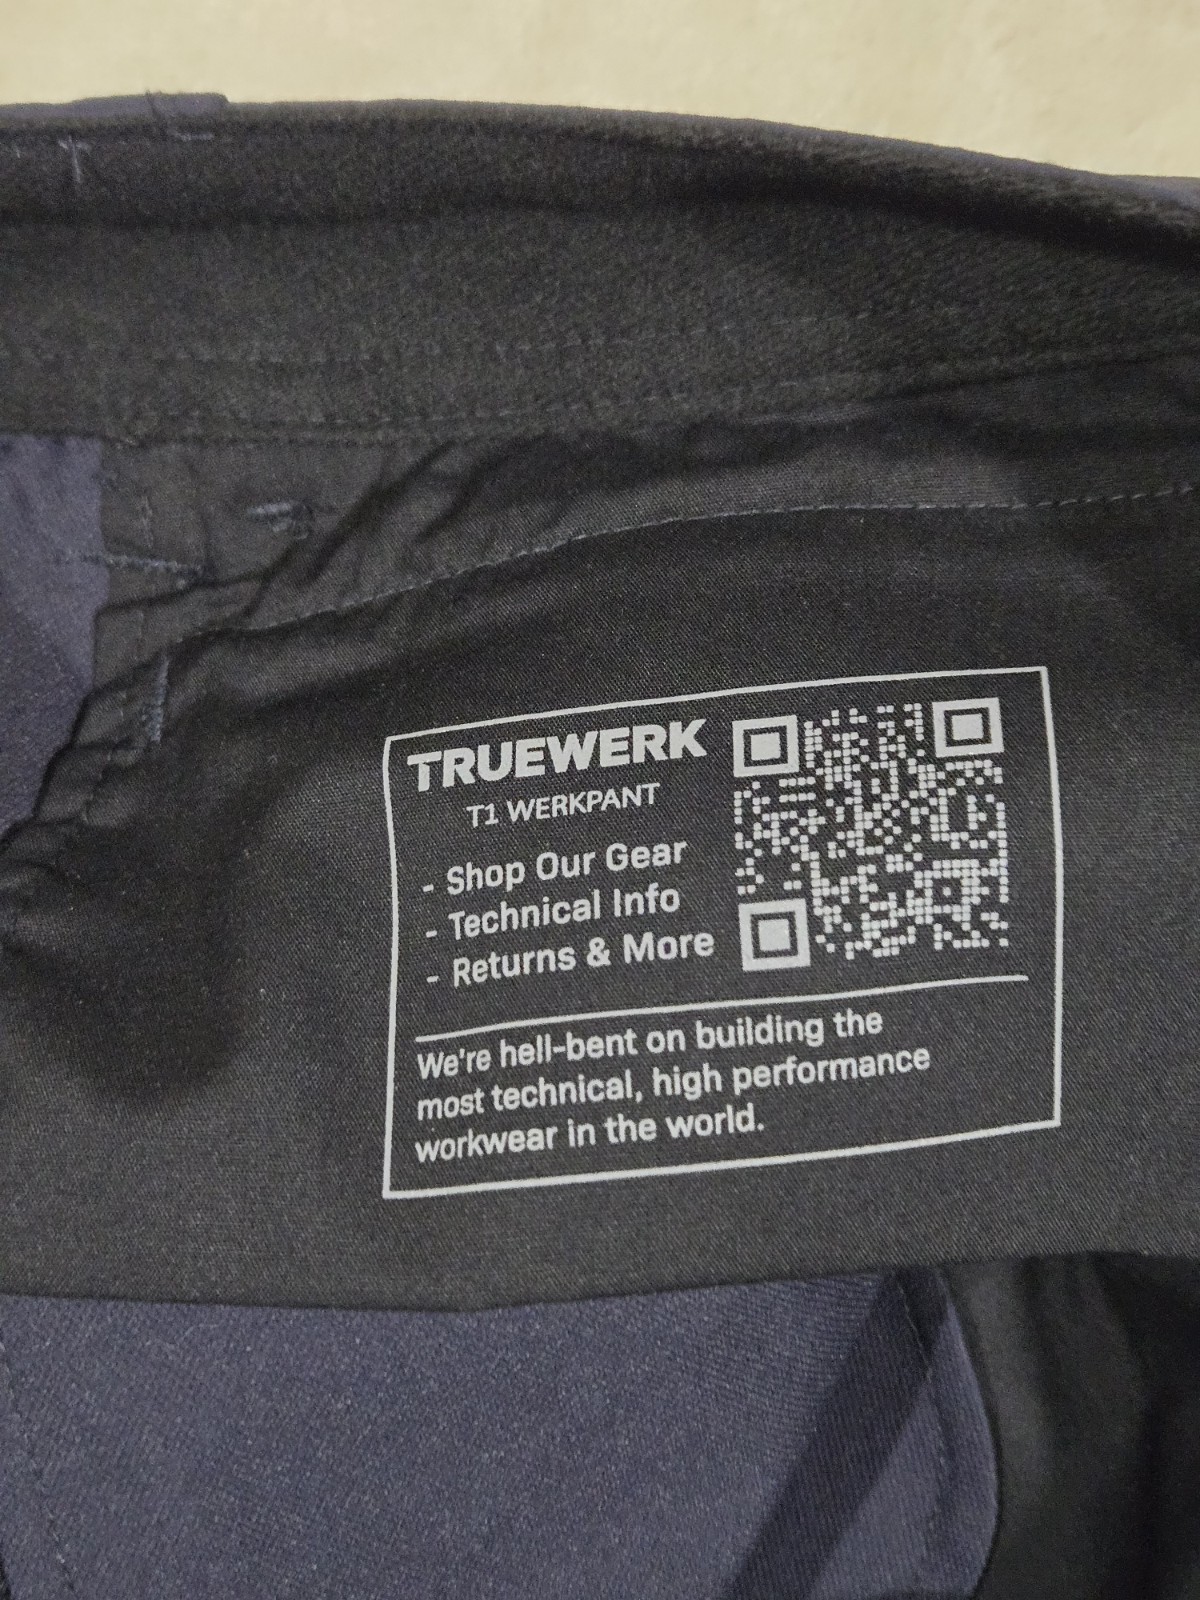 TRUEWERK
T1 WERKPANT
- Shop Our Gear
- Technical Info
- Returns & More
We're hell-bent on building the
most technical, high performance
workwear in the world.